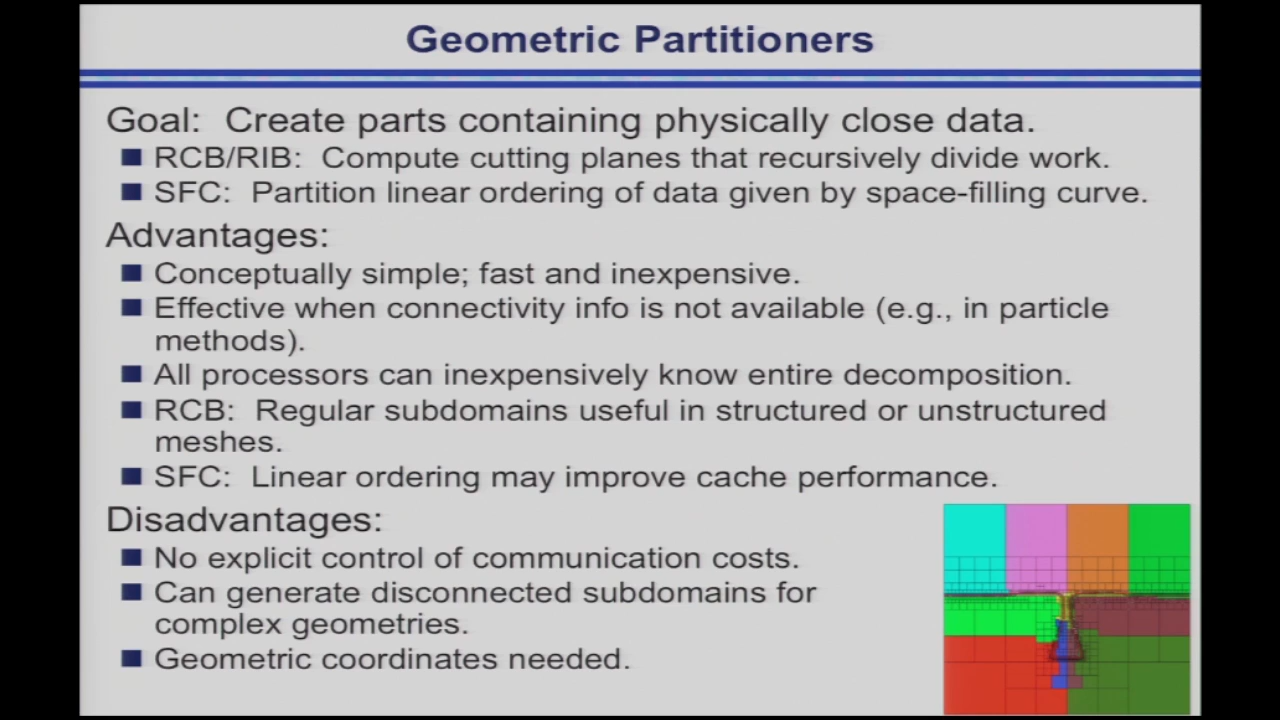 Geometric Partitioners
Goal: Create parts containing physically close data.
RCB/RIB: Compute cutting planes that recursively divide work.
SFC: Partition linear ordering of data given by space-filling curve.
Advantages:
Conceptually simple; fast and inexpensive.
Effective when connectivity info is not available (e.g., in particle
methods).
All processors can inexpensively know entire decomposition.
RCB: Regular subdomains useful in structured or unstructured
meshes.
SFC: Linear ordering may improve cache performance.
Disadvantages:
No explicit control of communication costs.
Can generate disconnected subdomains for
complex geometries.
Geometric coordinates needed.